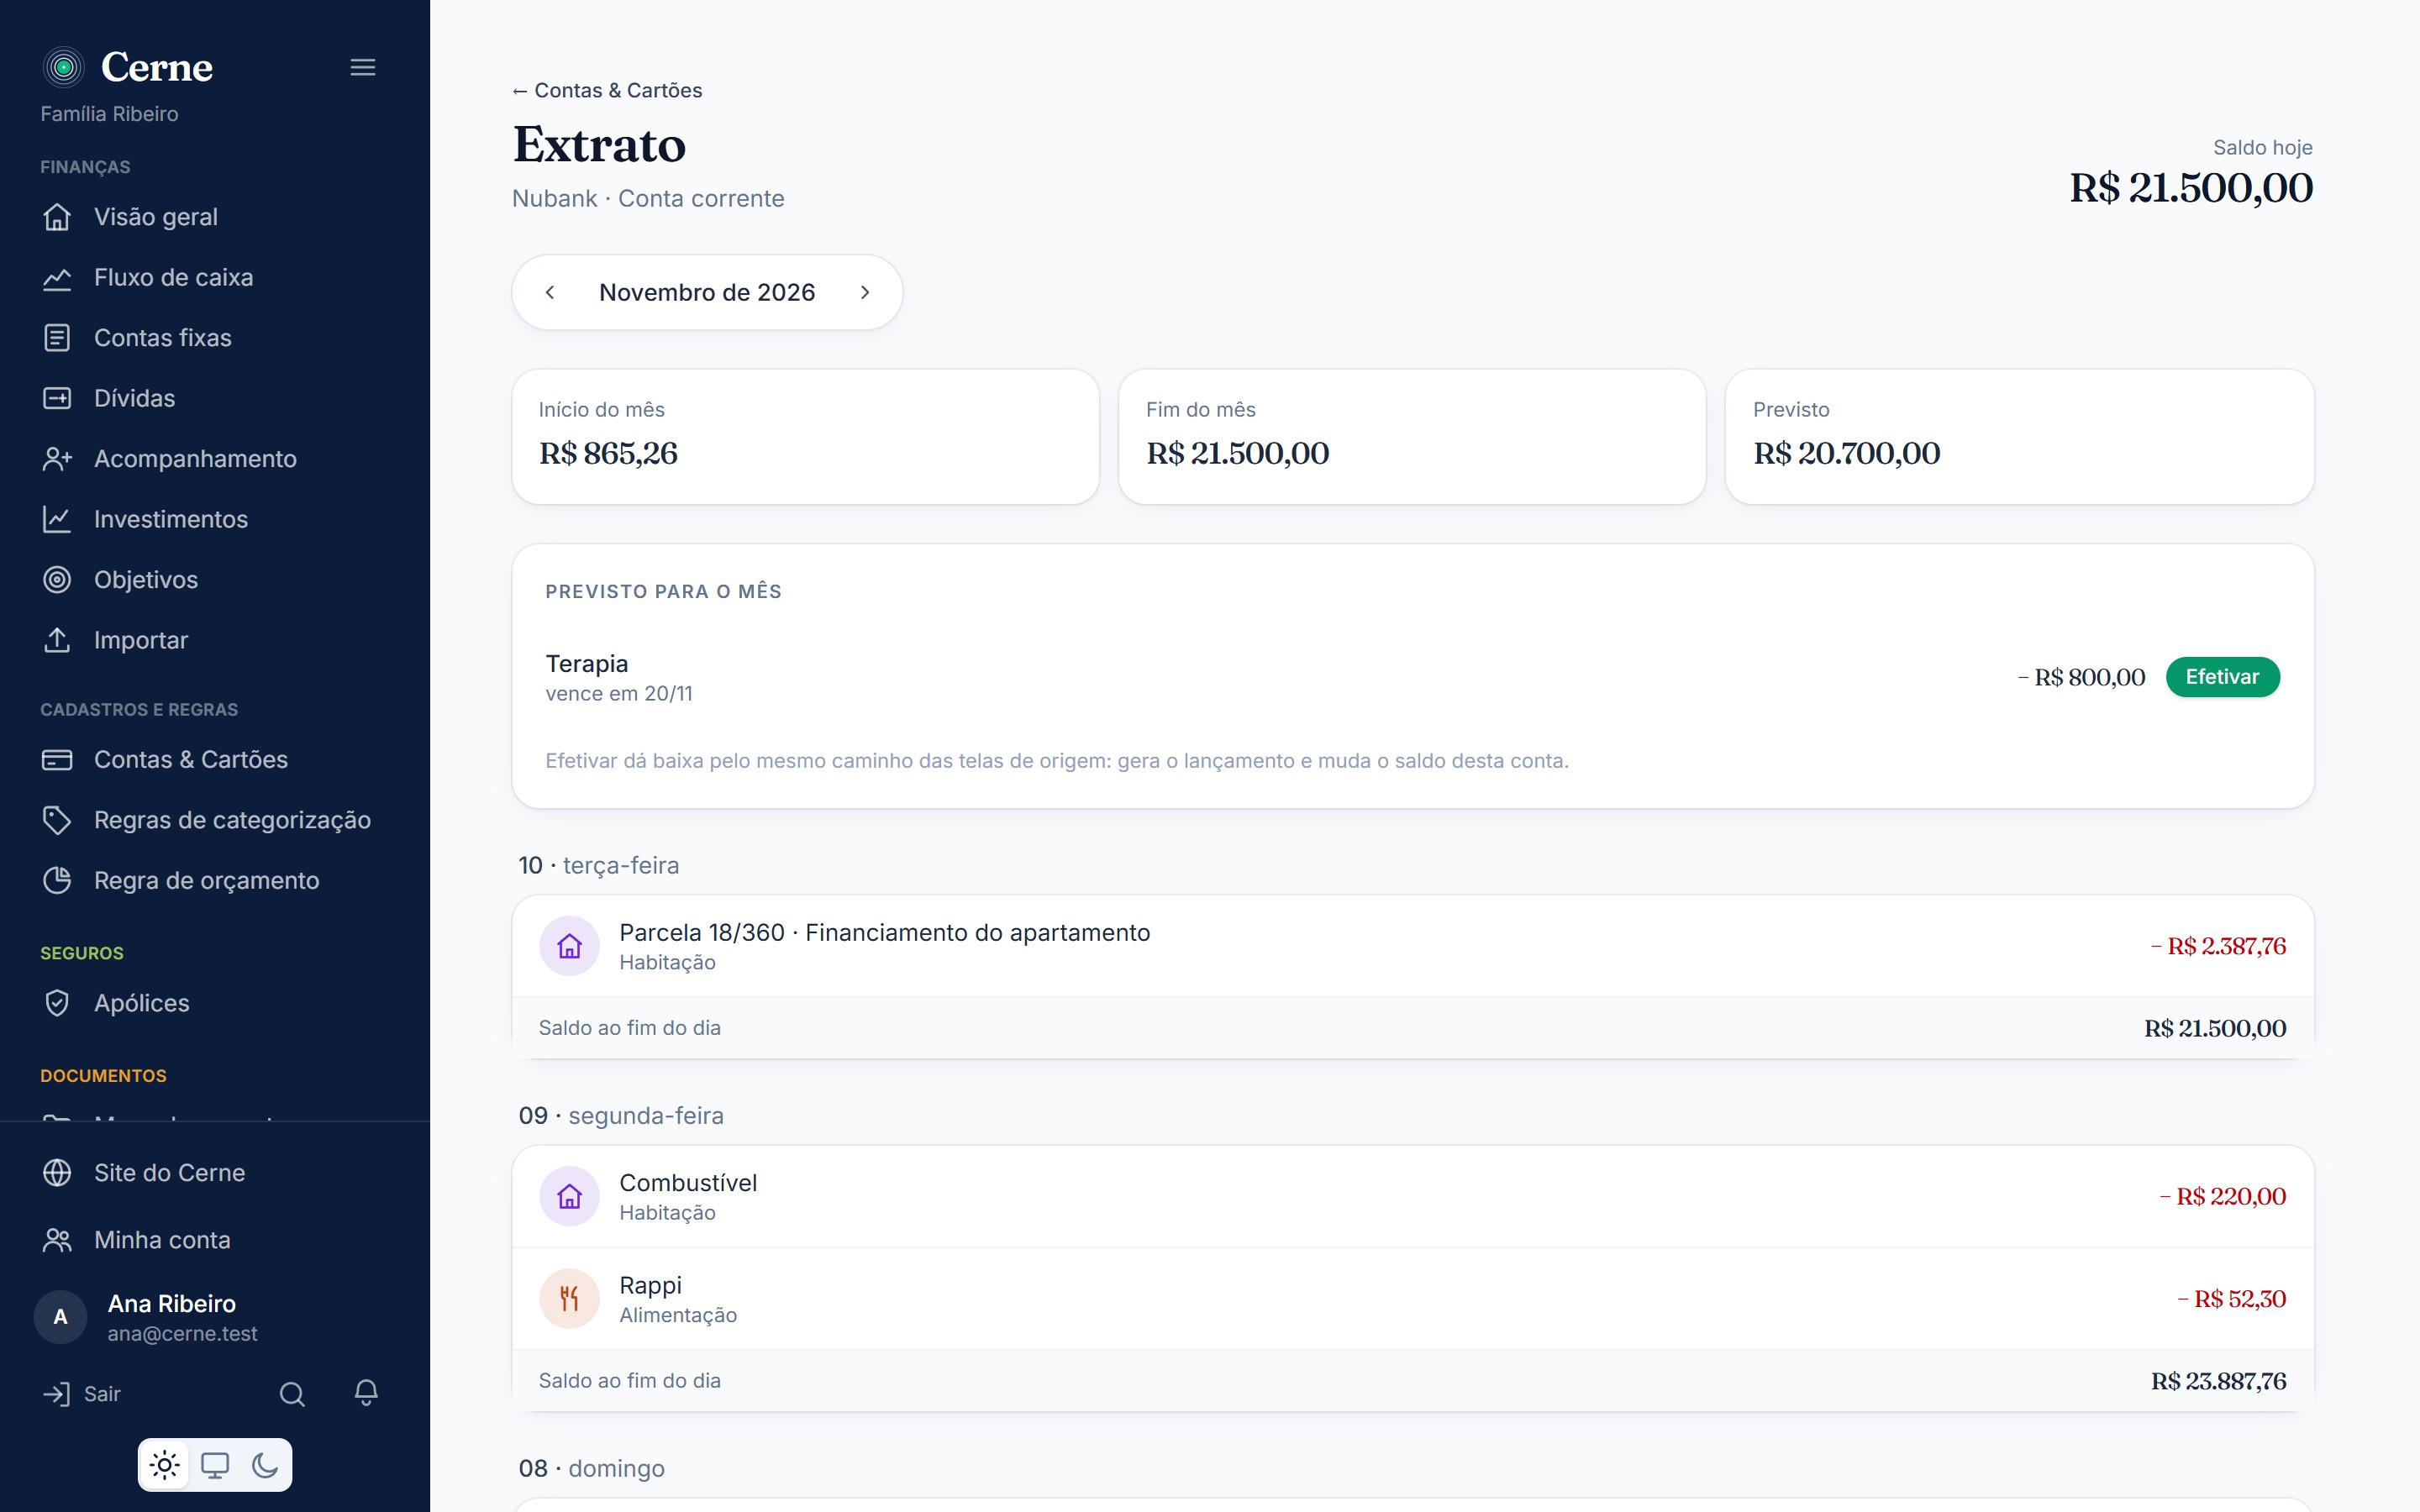 Cerne
Família Ribeiro
FINANÇAS
Visão geral
Fluxo de caixa
Contas fixas
Dívidas
Acompanhamento
Investimentos
Objetivos
Importar
CADASTROS E REGRAS
Contas & Cartões
Regras de categorização
Regra de orçamento
SEGUROS
Apólices
DOCUMENTOS
Site do Cerne
Minha conta
A
Ana Ribeiro
ana@cerne.test
Sair
← Contas & Cartões
Extrato
Nubank · Conta corrente
Saldo hoje
R$ 21.500,00
Novembro de 2026
Início do mês
R$ 865,26
Fim do mês
R$ 21.500,00
Previsto
R$ 20.700,00
PREVISTO PARA O MÊS
Terapia
vence em 20/11
− R$ 800,00
Efetivar
Efetivar dá baixa pelo mesmo caminho das telas de origem: gera o lançamento e muda o saldo desta conta.
10 · terça-feira
Parcela 18/360 · Financiamento do apartamento
Habitação
− R$ 2.387,76
Saldo ao fim do dia
R$ 21.500,00
09 · segunda-feira
Combustível
Habitação
− R$ 220,00
Rappi
Alimentação
− R$ 52,30
Saldo ao fim do dia
R$ 23.887,76
08 · domingo